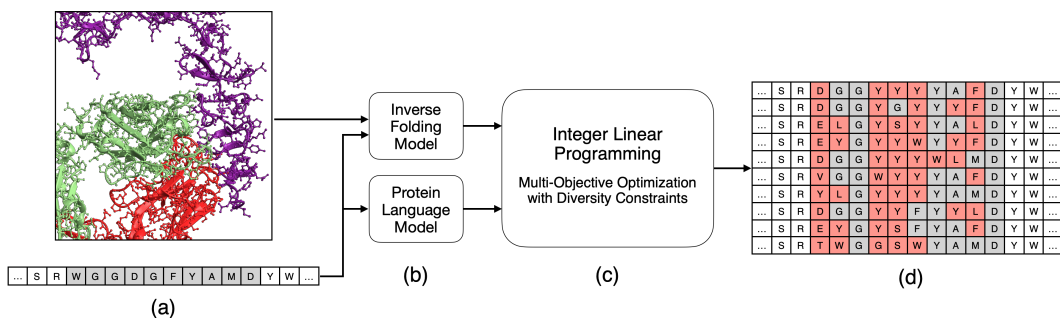 Inverse
Folding
Model
Protein
Language
Model
Integer Linear
Programming
Multi-Objective Optimization
with Diversity Constraints
... S R D G G Y Y Y Y A F D Y W ...
... S R D G G Y G Y Y Y F D Y W ...
... S R E L G Y S Y Y A L D Y W ...
... S R E Y G Y Y W Y Y F D Y W ...
... S R D G G Y Y Y W L M D Y W ...
... S R V G G W Y Y Y A F D Y W ...
... S R Y L G Y Y Y Y A M D Y W ...
... S R D G G Y Y F Y Y L D Y W ...
... S R E Y G Y S F Y A F D Y W ...
... S R T W G G S W Y A M D Y W ...
... S R W G G D G F Y A M D Y W ...
(a)
(b)
(c)
(d)